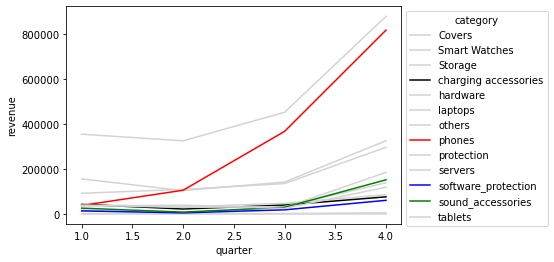 category
Covers
Smart Watches
Storage
charging accessories
hardware
laptops
others
phones
protection
servers
software_protection
sound_accessories
tablets
revenue
800000
600000
400000
200000
0
1.0 1.5 2.0 2.5 3.0 3.5 4.0
quarter